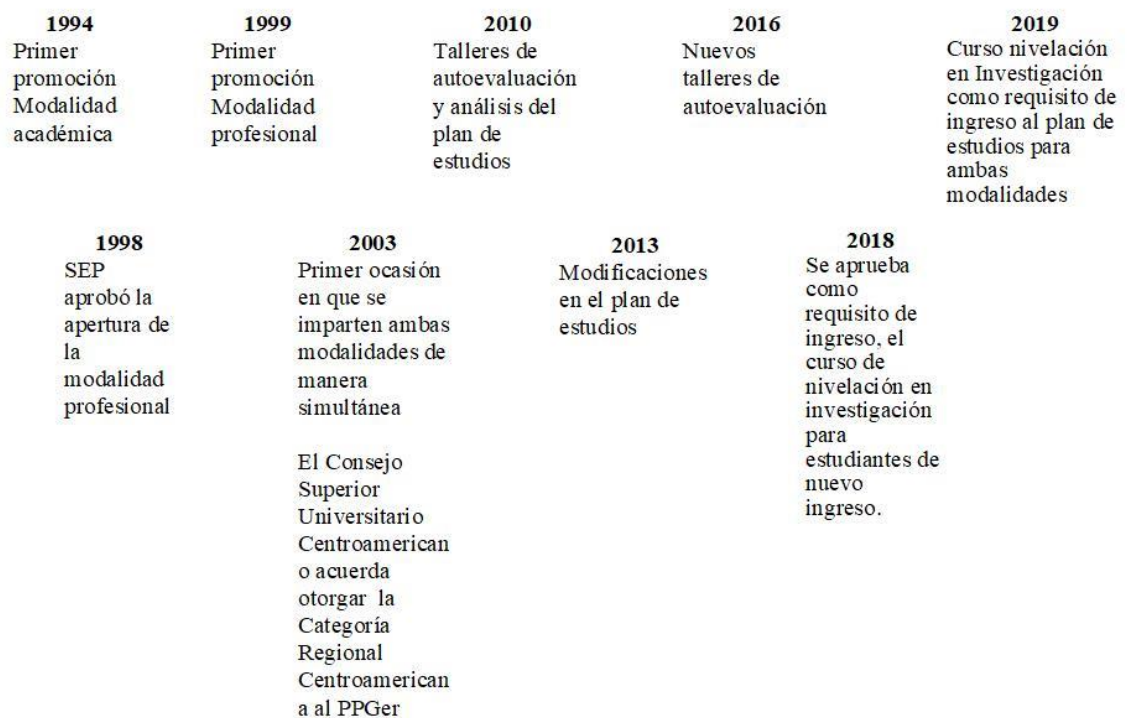 1994
Primer
promoción
Modalidad
académica
1999
Primer
promoción
Modalidad
profesional
2010
Talleres de
autoevaluación
y análisis del
plan de
estudios
2016
Nuevos
talleres de
autoevaluación
2019
Curso nivelación
en Investigación
como requisito de
ingreso al plan de
estudios para
ambas
modalidades
1998
SEP
aprobó la
apertura de
la
modalidad
profesional
2003
Primer ocasión
en que se
imparten ambas
modalidades de
manera
simultánea
El Consejo
Superior
Universitario
Centroamerican
o acuerda
otorgar la
Categoría
Regional
Centroamerican
a al PPGer
2013
Modificaciones
en el plan de
estudios
2018
Se aprueba
como
requisito de
ingreso, el
curso de
nivelación en
investigación
para
estudiantes de
nuevo
ingreso.